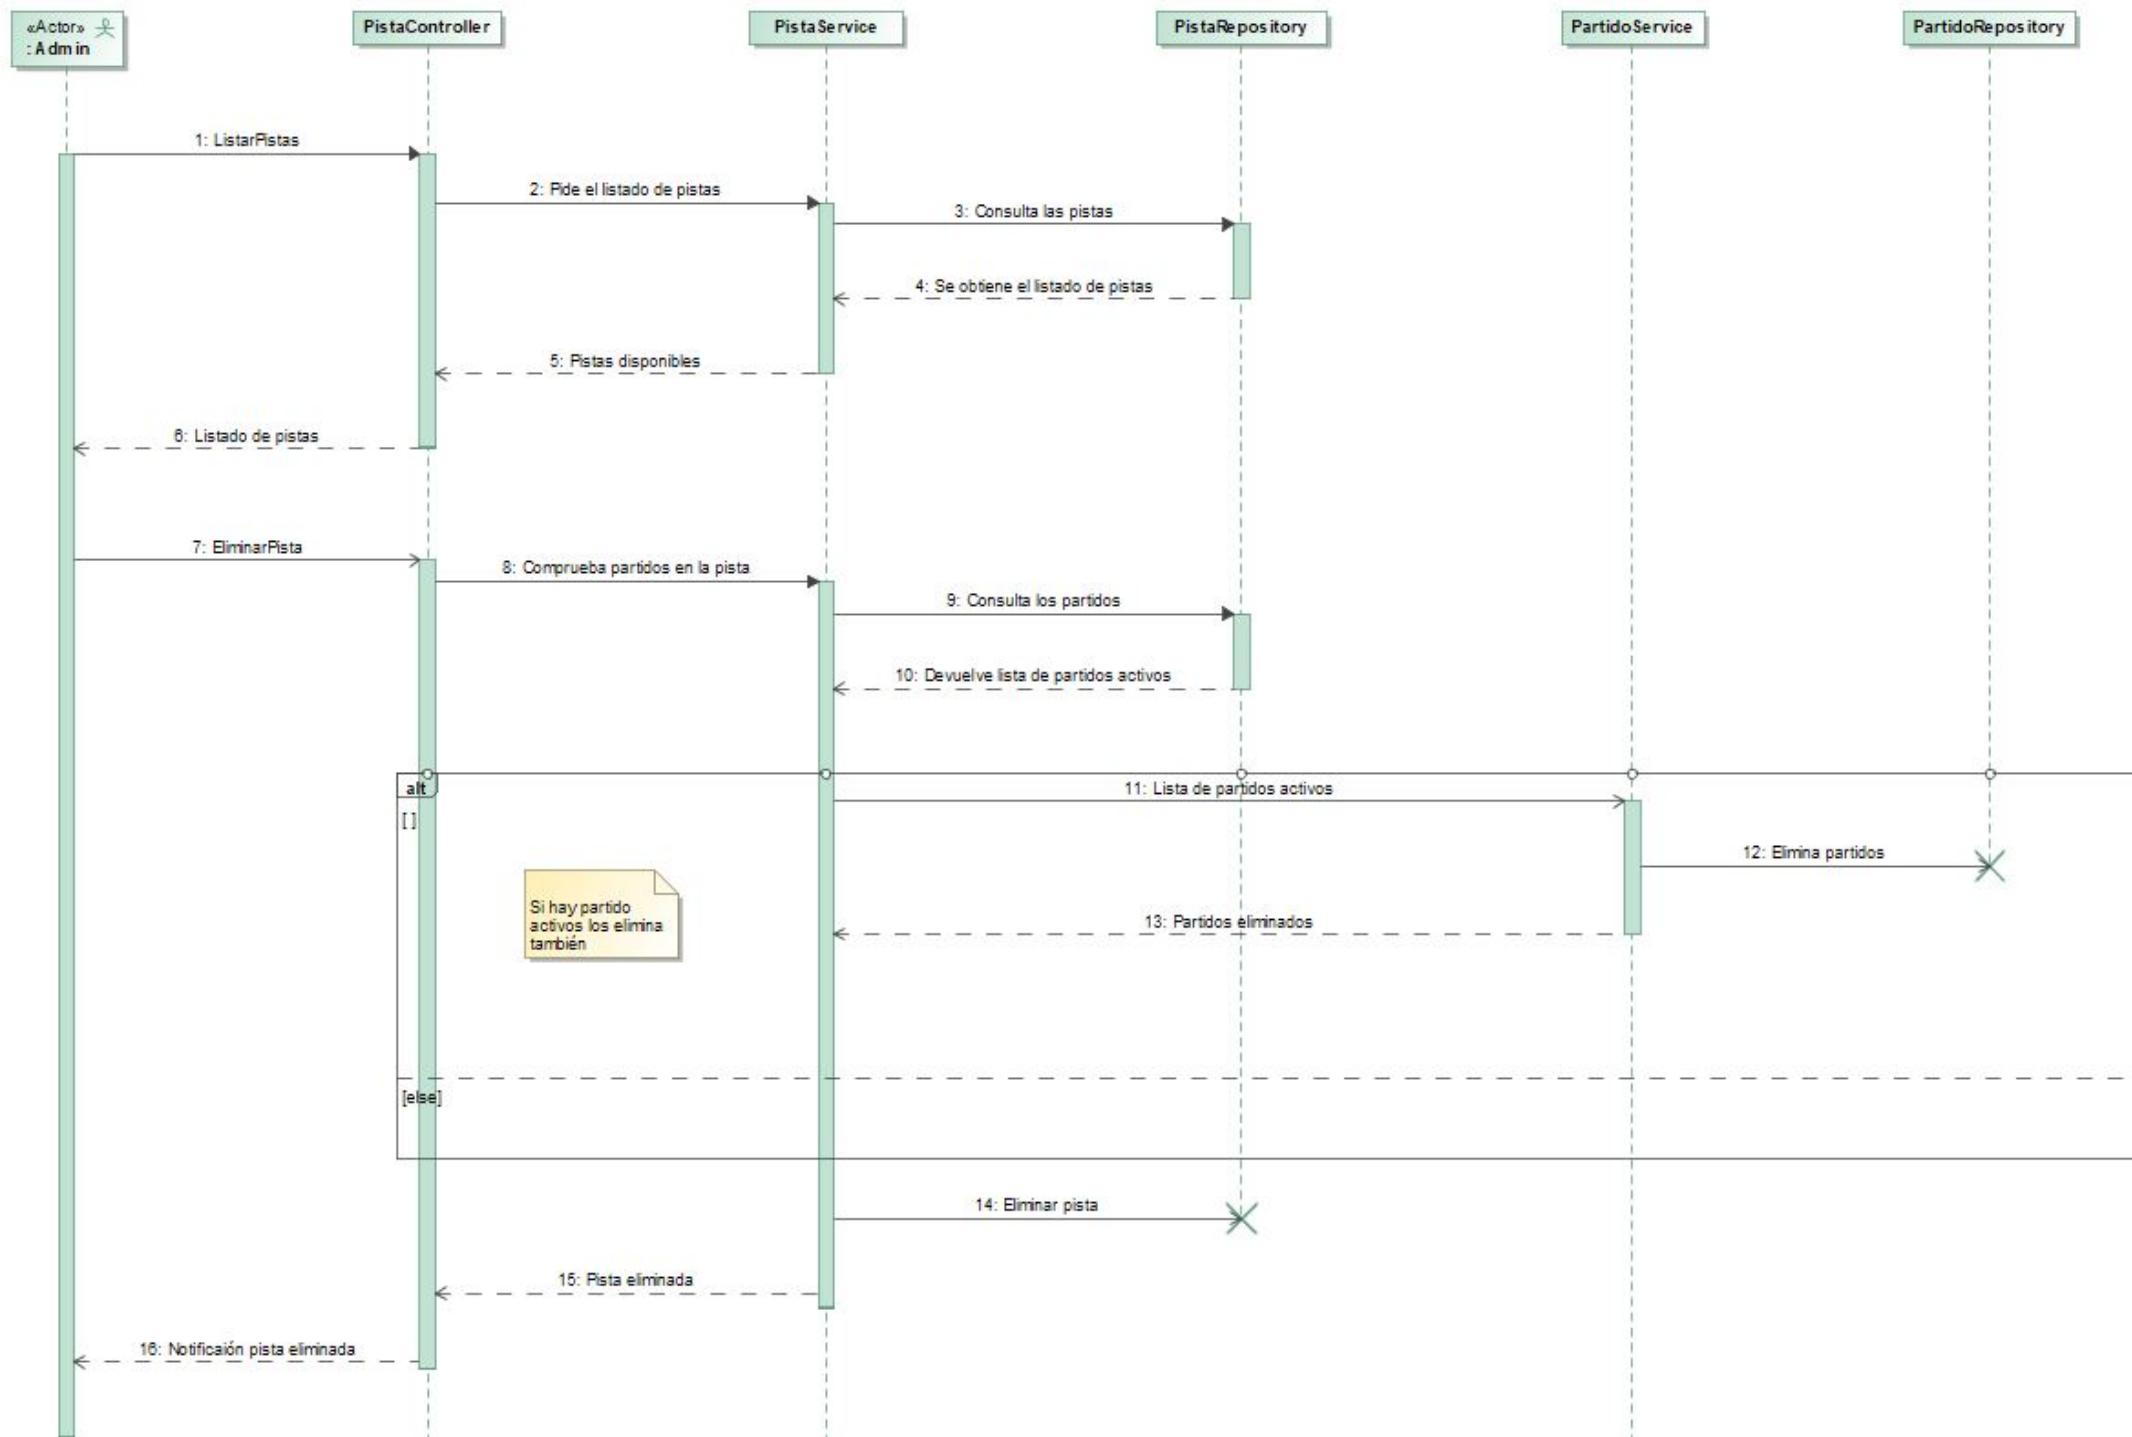 «Actor»
: Admin
PistaController
PistaService
PistaRepository
PartidoService
PartidoRepository
1: ListarPistas
2: Pide el listado de pistas
3: Consulta las pistas
4: Se obtiene el listado de pistas
5: Pistas disponibles
6: Listado de pistas
7: EliminarPista
8: Comprueba partidos en la pista
9: Consulta los partidos
10: Devuelve lista de partidos activos
alt
11: Lista de partidos activos
[ ]
12: Elimina partidos
Si hay partido
activos los elimina
también
13: Partidos eliminados
[else]
14: Eliminar pista
15: Pista eliminada
16: Notificaión pista eliminada